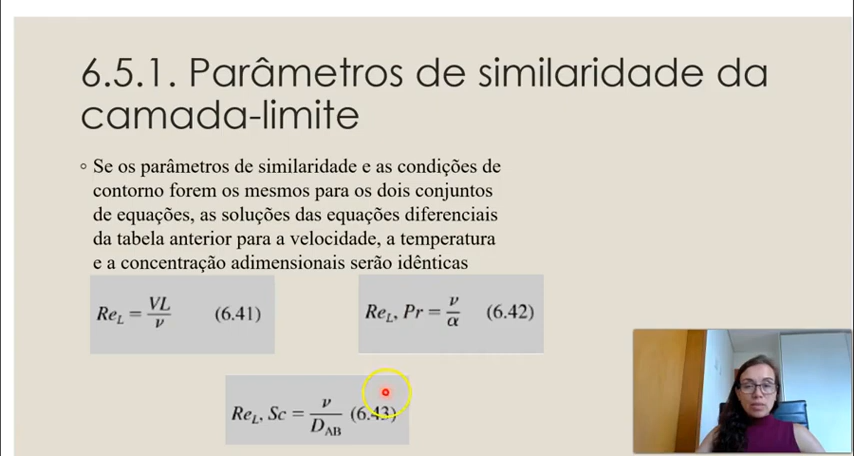 6.5.1. Parâmetros de similaridade da
camada-limite
◦ Se os parâmetros de similaridade e as condições de
contorno forem os mesmos para os dois conjuntos
de equações, as soluções das equações diferenciais
da tabela anterior para a velocidade, a temperatura
e a concentração adimensionais serão idênticas
Re_L = VL/ν (6.41)
Re_L, Pr = ν/α (6.42)
Re_L, Sc = ν/D_AB (6.43)